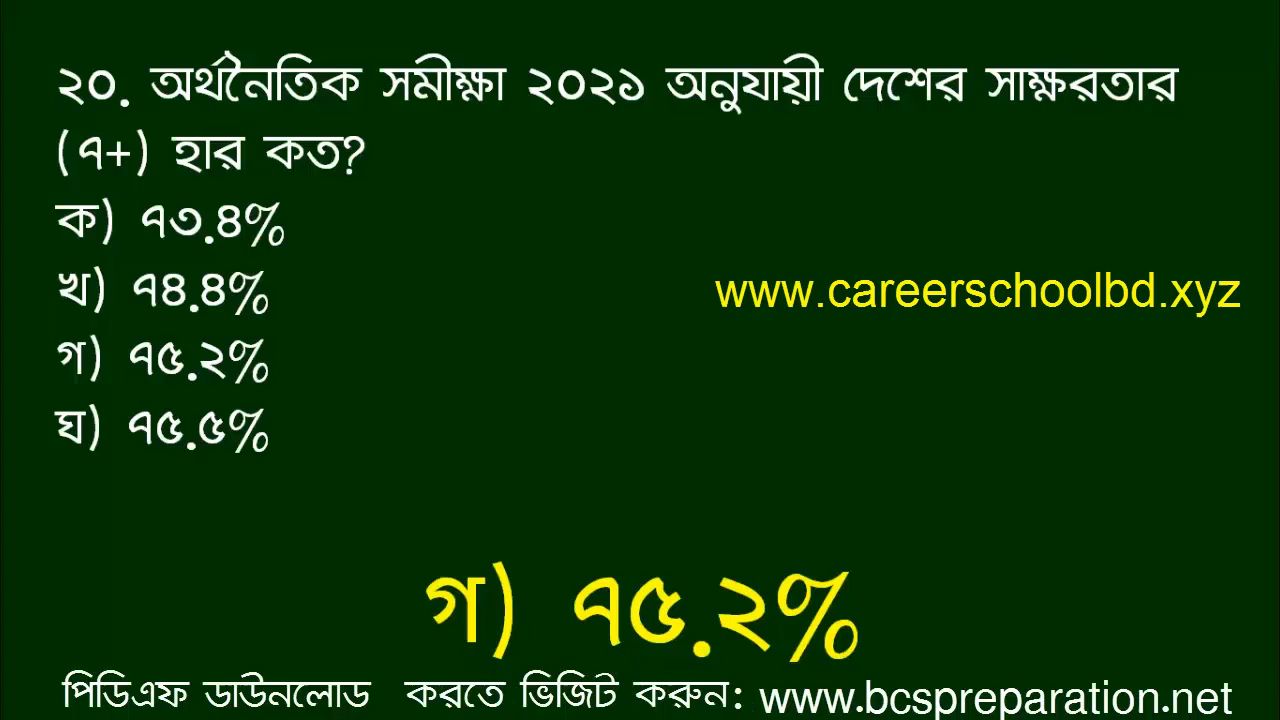 ২০. অর্থনৈতিক সমীক্ষা ২০২১ অনুযায়ী দেশের সাক্ষরতার
(৭+) হার কত?
ক) ৭৩.৪%
খ) ৭৪.৪%
www.careerschoolbd.xyz
গ) ৭৫.২%
ঘ) ৭৫.৫%
গ) ৭৫.২%
পিডিএফ ডাউনলোড করতে ভিজিট করুন: www.bcspreparation.net